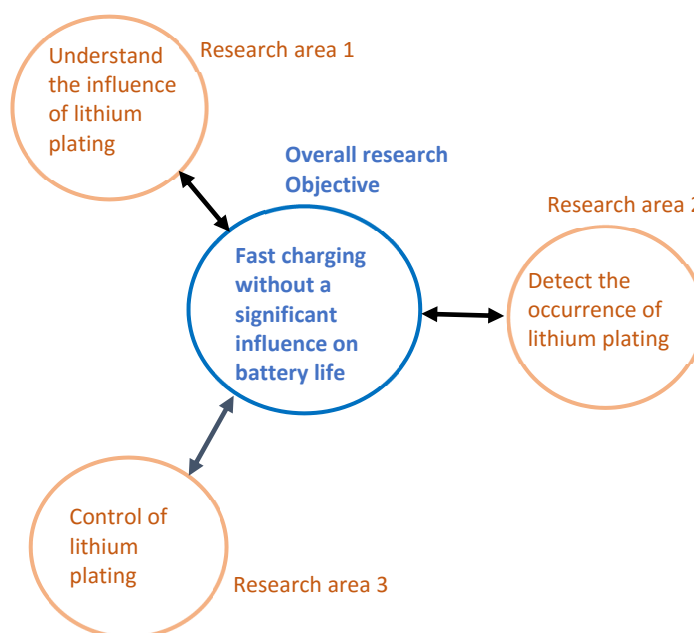 Understand
the influence
of lithium
plating
Research area 1
Overall research
Objective
Fast charging
without a
significant
influence on
battery life
Research area 2
Detect the
occurrence of
lithium plating
Control of
lithium
plating
Research area 3